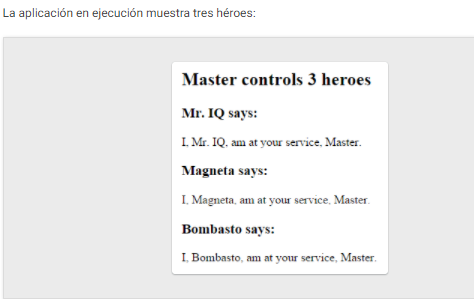 La aplicación en ejecución muestra tres héroes:
Master controls 3 heroes
Mr. IQ says:
I, Mr. IQ, am at your service, Master.
Magneta says:
I, Magneta, am at your service, Master.
Bombasto says:
I, Bombasto, am at your service, Master.